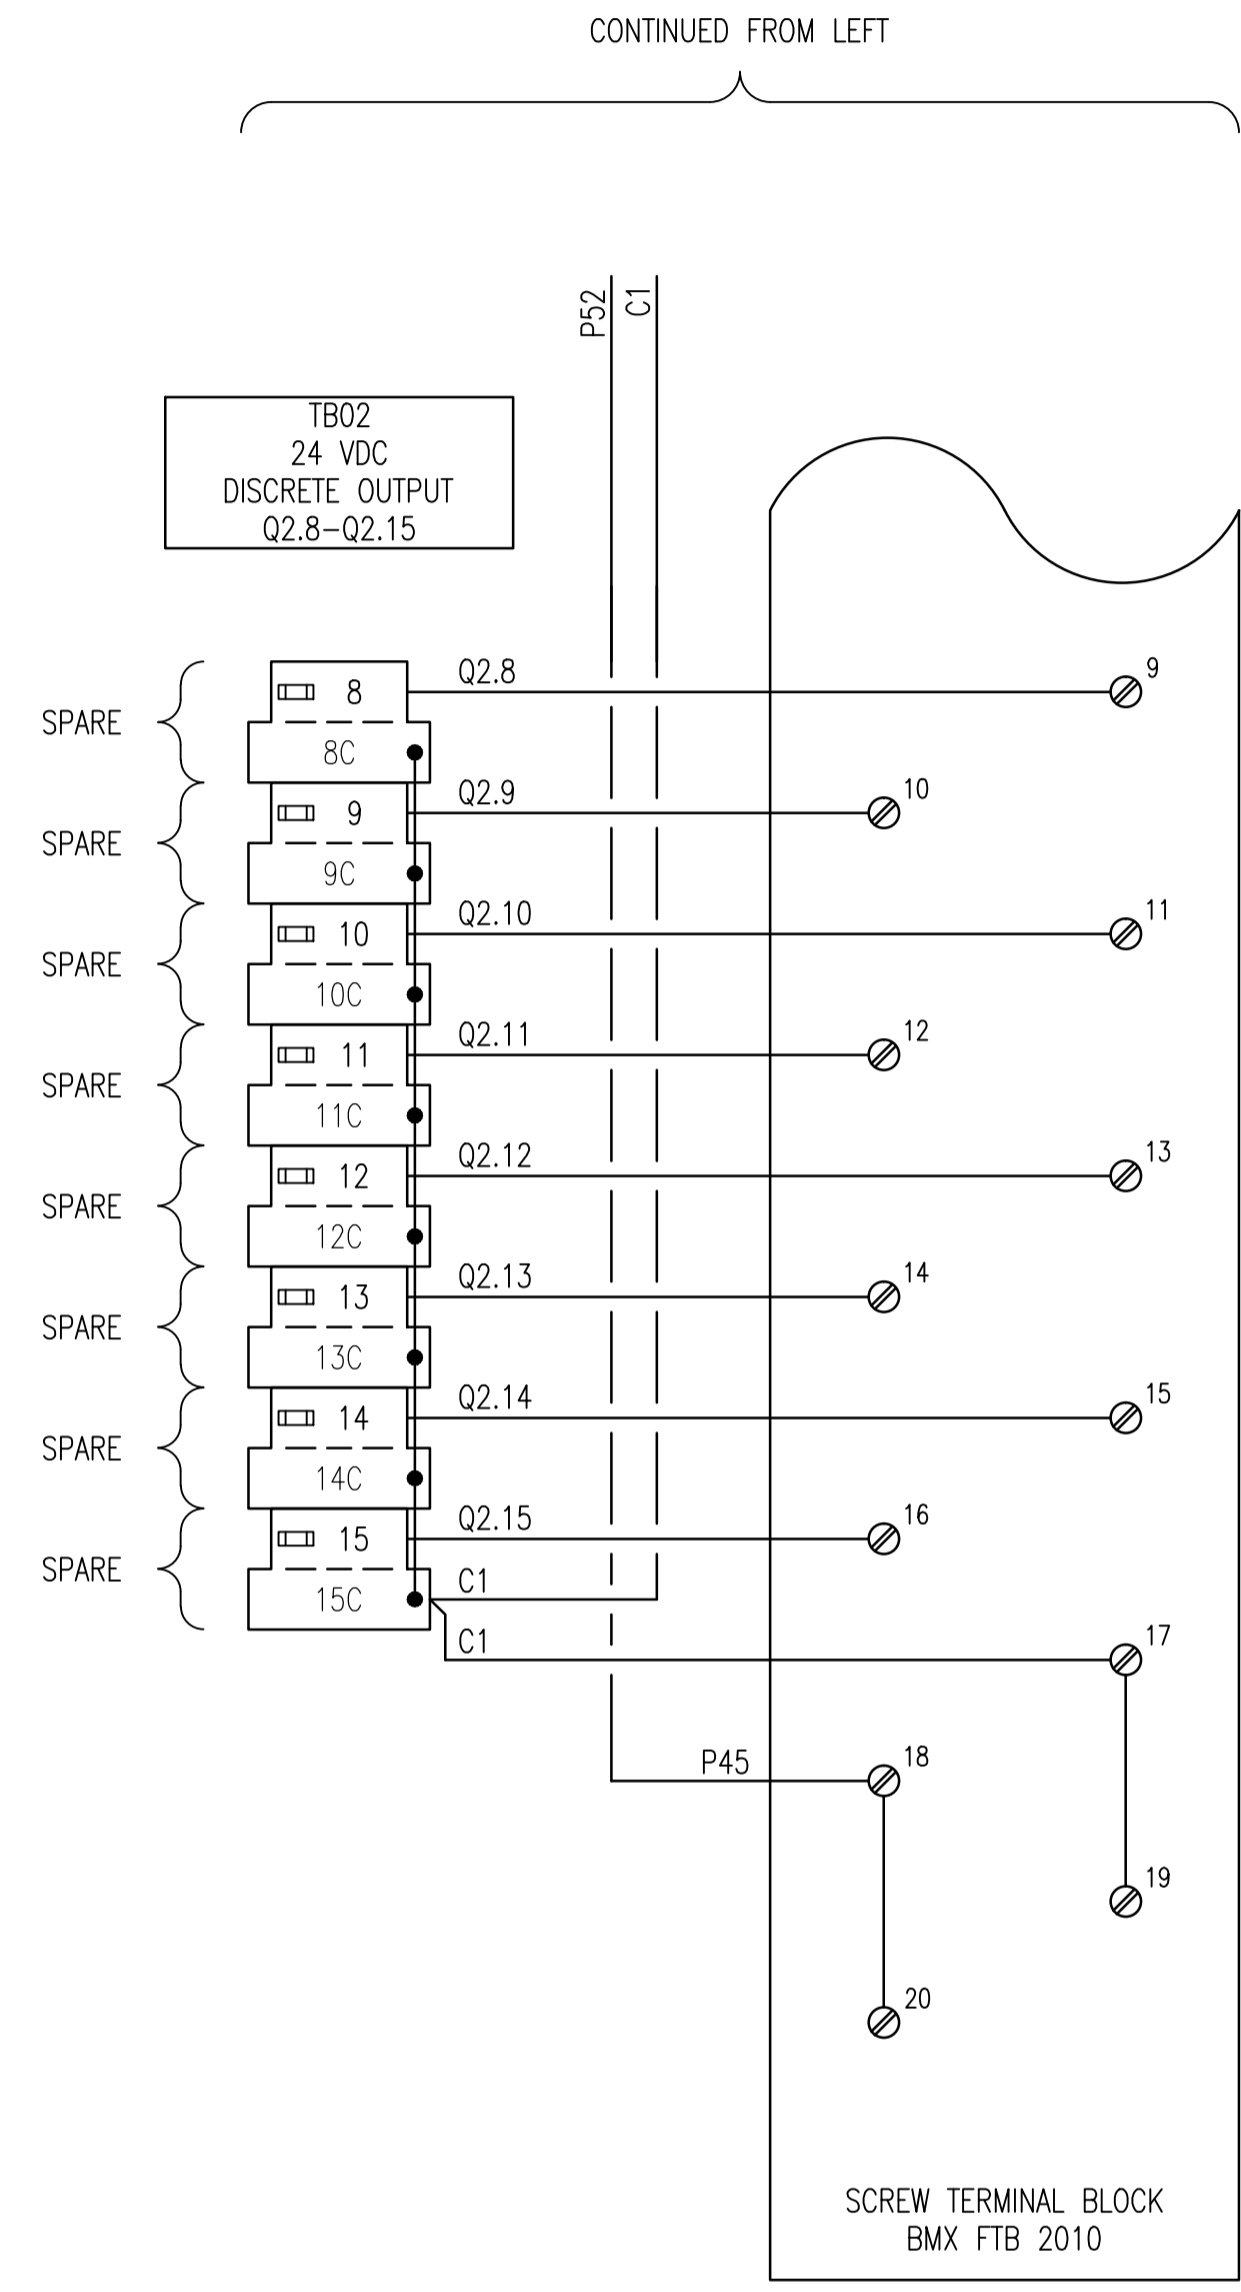 CONTINUED FROM LEFT
P52
C1
TB02
24 VDC
DISCRETE OUTPUT
Q2.8-Q2.15
SPARE
8
Q2.8
9
8C
SPARE
9
Q2.9
10
9C
SPARE
10
Q2.10
11
10C
SPARE
11
Q2.11
12
11C
SPARE
12
Q2.12
13
12C
SPARE
13
Q2.13
14
13C
SPARE
14
Q2.14
15
14C
SPARE
15
Q2.15
16
15C
C1
C1
17
P45
18
19
20
SCREW TERMINAL BLOCK
BMX FTB 2010